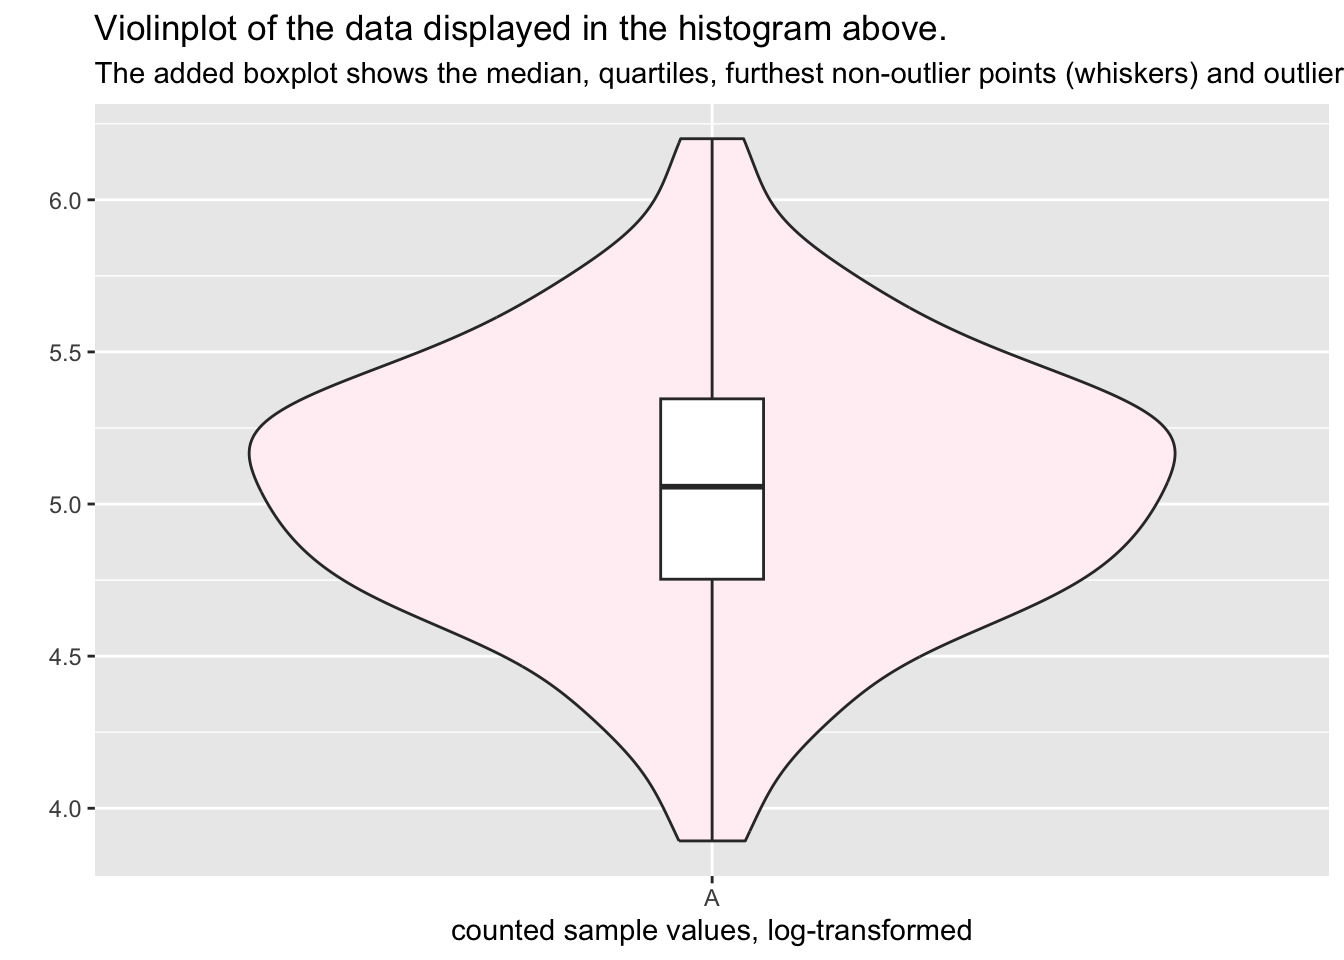 Violinplot of the data displayed in the histogram above.
The added boxplot shows the median, quartiles, furthest non-outlier points (whiskers) and outlier
6.0
5.5
5.0
4.5
4.0
A
counted sample values, log-transformed